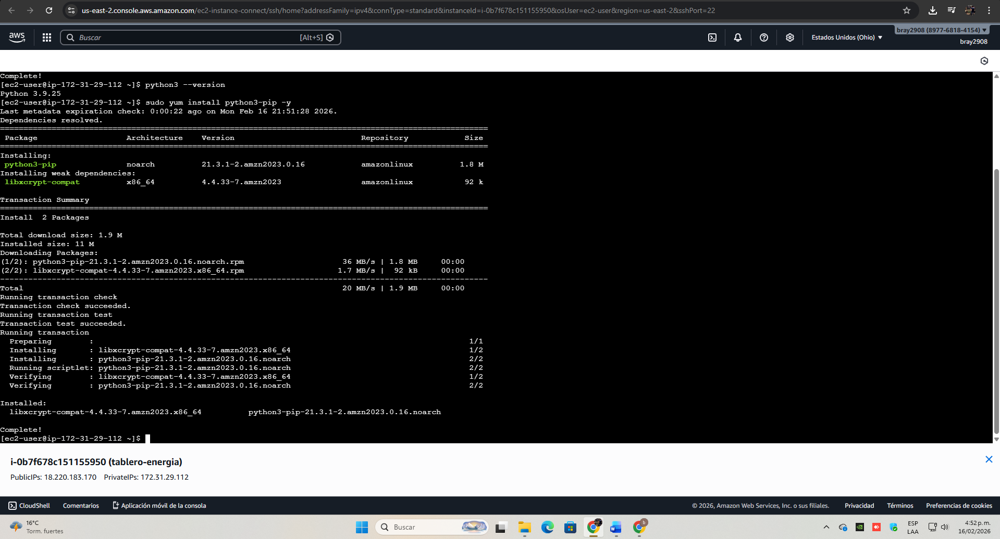 us-east-2.console.aws.amazon.com/ec2-instance-connect/ssh/home?addressFamily=ipv4&connType=standard&instanceId=i-0b7f678c151155950&osUser=ec2-user&region=us-east-2&sshPort=22
aws
Buscar
[Alt+S]
Estados Unidos (Ohio) ▼
bray2908 (8977-6818-4154) ▼
bray2908
Complete!
[ec2-user@ip-172-31-29-112 ~]$ python3 --version
Python 3.9.25
[ec2-user@ip-172-31-29-112 ~]$ sudo yum install python3-pip -y
Last metadata expiration check: 0:00:22 ago on Mon Feb 16 21:51:28 2026.
Dependencies resolved.
========================================================================================================
Package Architecture Version Repository Size
========================================================================================================
Installing:
python3-pip noarch 21.3.1-2.amzn2023.0.16 amazonlinux 1.8 M
Installing weak dependencies:
libxcrypt-compat x86_64 4.4.33-7.amzn2023 amazonlinux 92 k
Transaction Summary
========================================================================================================
Install 2 Packages
Total download size: 1.9 M
Installed size: 11 M
Downloading Packages:
(1/2): python3-pip-21.3.1-2.amzn2023.0.16.noarch.rpm 36 MB/s | 1.8 MB 00:00
(2/2): libxcrypt-compat-4.4.33-7.amzn2023.x86_64.rpm 1.7 MB/s | 92 kB 00:00
--------------------------------------------------------------------------------------------------------
Total 20 MB/s | 1.9 MB 00:00
Running transaction check
Transaction check succeeded.
Running transaction test
Transaction test succeeded.
Running transaction
Preparing : 1/1
Installing : libxcrypt-compat-4.4.33-7.amzn2023.x86_64 1/2
Installing : python3-pip-21.3.1-2.amzn2023.0.16.noarch 2/2
Running scriptlet: python3-pip-21.3.1-2.amzn2023.0.16.noarch 2/2
Verifying : libxcrypt-compat-4.4.33-7.amzn2023.x86_64 1/2
Verifying : python3-pip-21.3.1-2.amzn2023.0.16.noarch 2/2
Installed:
libxcrypt-compat-4.4.33-7.amzn2023.x86_64 python3-pip-21.3.1-2.amzn2023.0.16.noarch
Complete!
[ec2-user@ip-172-31-29-112 ~]$
i-0b7f678c151155950 (tablero-energia)
PublicIPs: 18.220.183.170 PrivateIPs: 172.31.29.112
CloudShell Comentarios Aplicación móvil de la consola © 2026, Amazon Web Services, Inc. o sus filiales. Privacidad Términos Preferencias de cookies
16°C
Torm. fuertes
Buscar
b
ESP
LAA
4:52 p. m.
16/02/2026